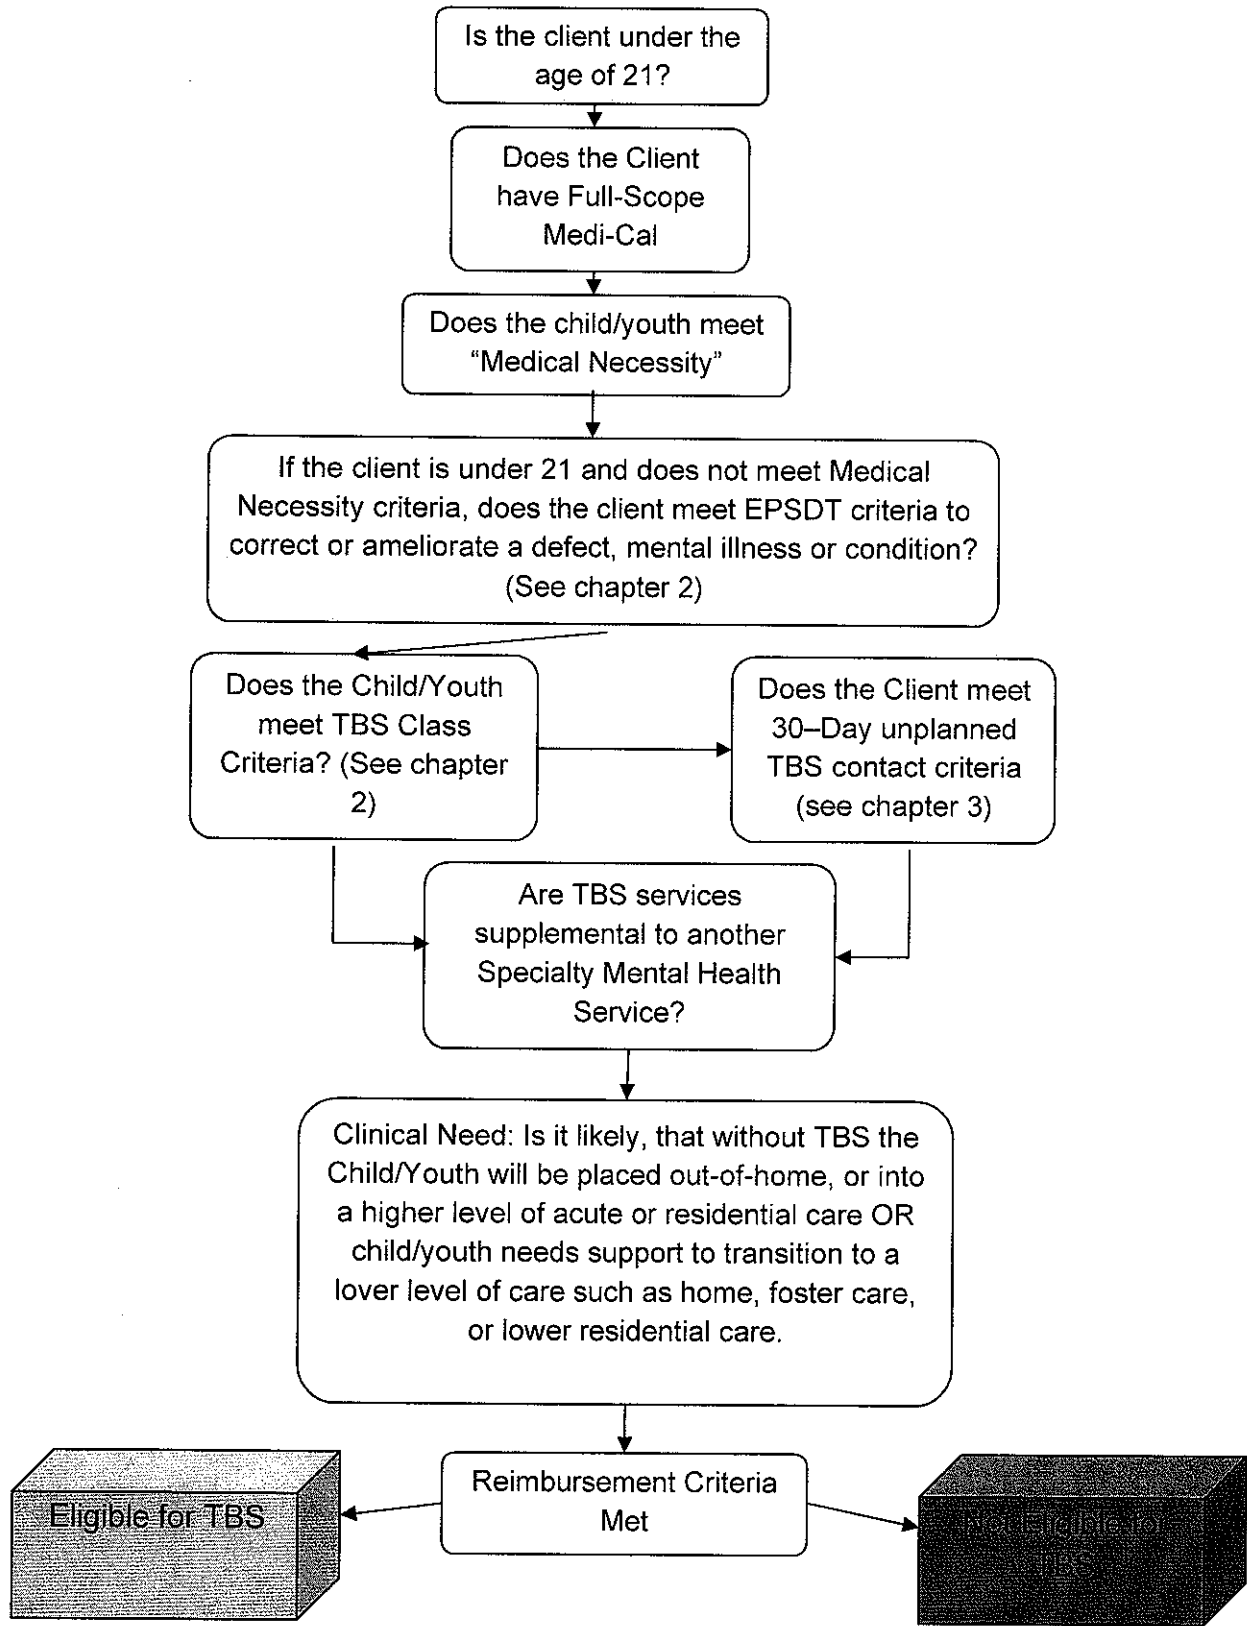 Is the client under the
age of 21?
Does the Client
have Full-Scope
Medi-Cal
Does the child/youth meet
“Medical Necessity”
If the client is under 21 and does not meet Medical
Necessity criteria, does the client meet EPSDT criteria to
correct or ameliorate a defect, mental illness or condition?
(See chapter 2)
Does the Child/Youth
meet TBS Class
Criteria? (See chapter
2)
Does the Client meet
30–Day unplanned
TBS contact criteria
(see chapter 3)
Are TBS services
supplemental to another
Specialty Mental Health
Service?
Clinical Need: Is it likely, that without TBS the
Child/Youth will be placed out-of-home, or into
a higher level of acute or residential care OR
child/youth needs support to transition to a
lover level of care such as home, foster care,
or lower residential care.
Reimbursement Criteria
Met
Eligible for TBS
Not Eligible for
TBS